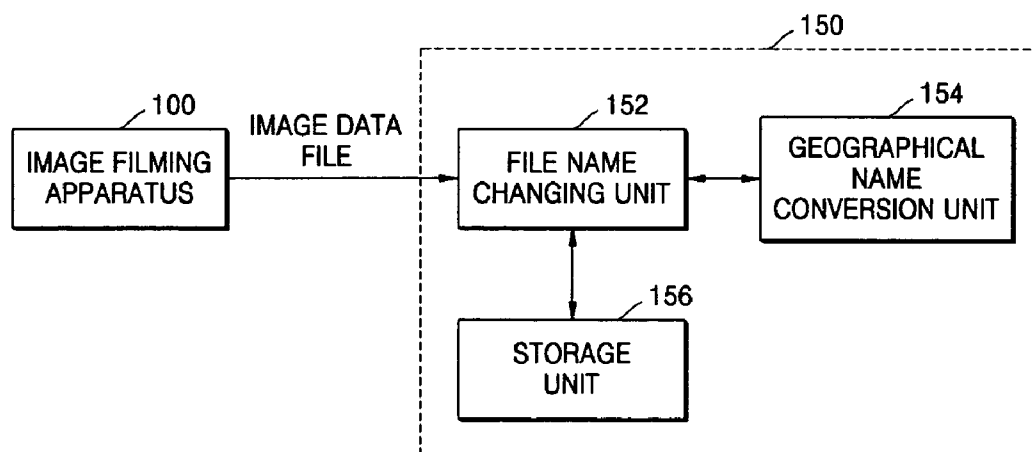 150
100
IMAGE FILMING
APPARATUS
IMAGE DATA
FILE
152
FILE NAME
CHANGING UNIT
154
GEOGRAPHICAL
NAME
CONVERSION UNIT
156
STORAGE
UNIT